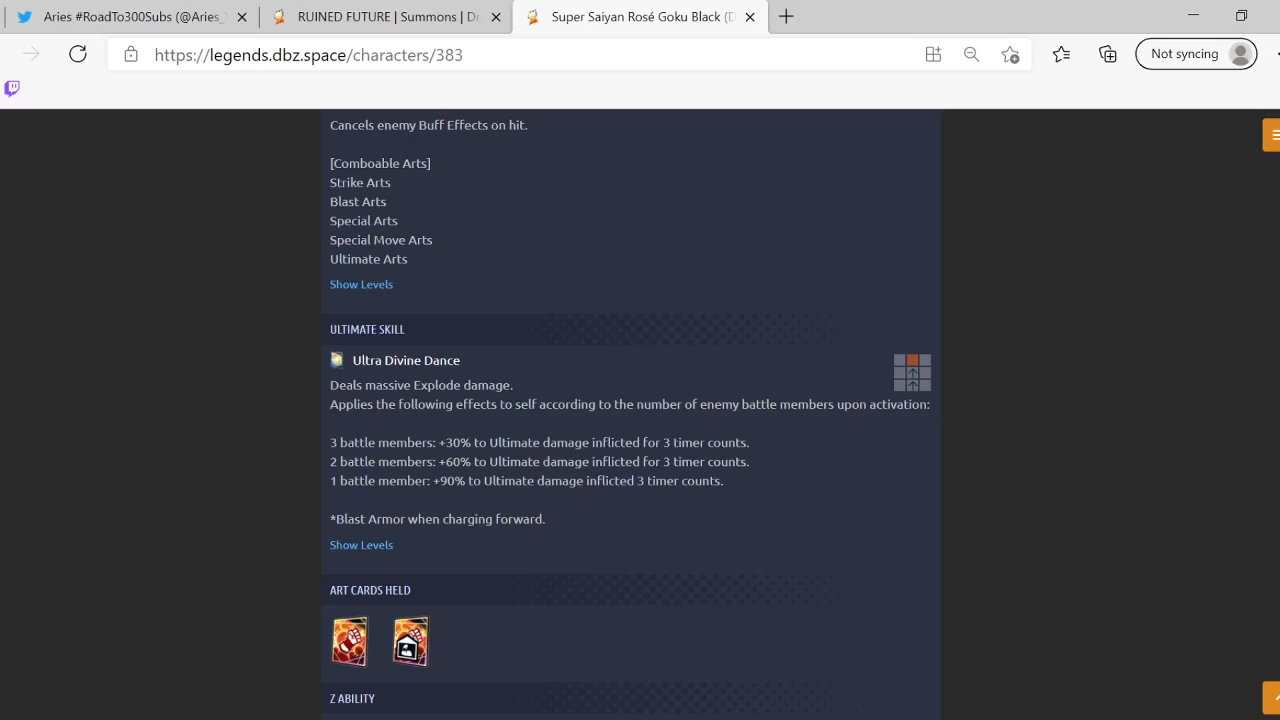 Aries #RoadTo300Subs (@Aries_
RUINED FUTURE | Summons | Dr
Super Saiyan Rosé Goku Black (D
https://legends.dbz.space/characters/383
Not syncing
Cancels enemy Buff Effects on hit.
[Comboable Arts]
Strike Arts
Blast Arts
Special Arts
Special Move Arts
Ultimate Arts
Show Levels
ULTIMATE SKILL
Ultra Divine Dance
Deals massive Explode damage.
Applies the following effects to self according to the number of enemy battle members upon activation:
3 battle members: +30% to Ultimate damage inflicted for 3 timer counts.
2 battle members: +60% to Ultimate damage inflicted for 3 timer counts.
1 battle member: +90% to Ultimate damage inflicted 3 timer counts.
*Blast Armor when charging forward.
Show Levels
ART CARDS HELD
Z ABILITY